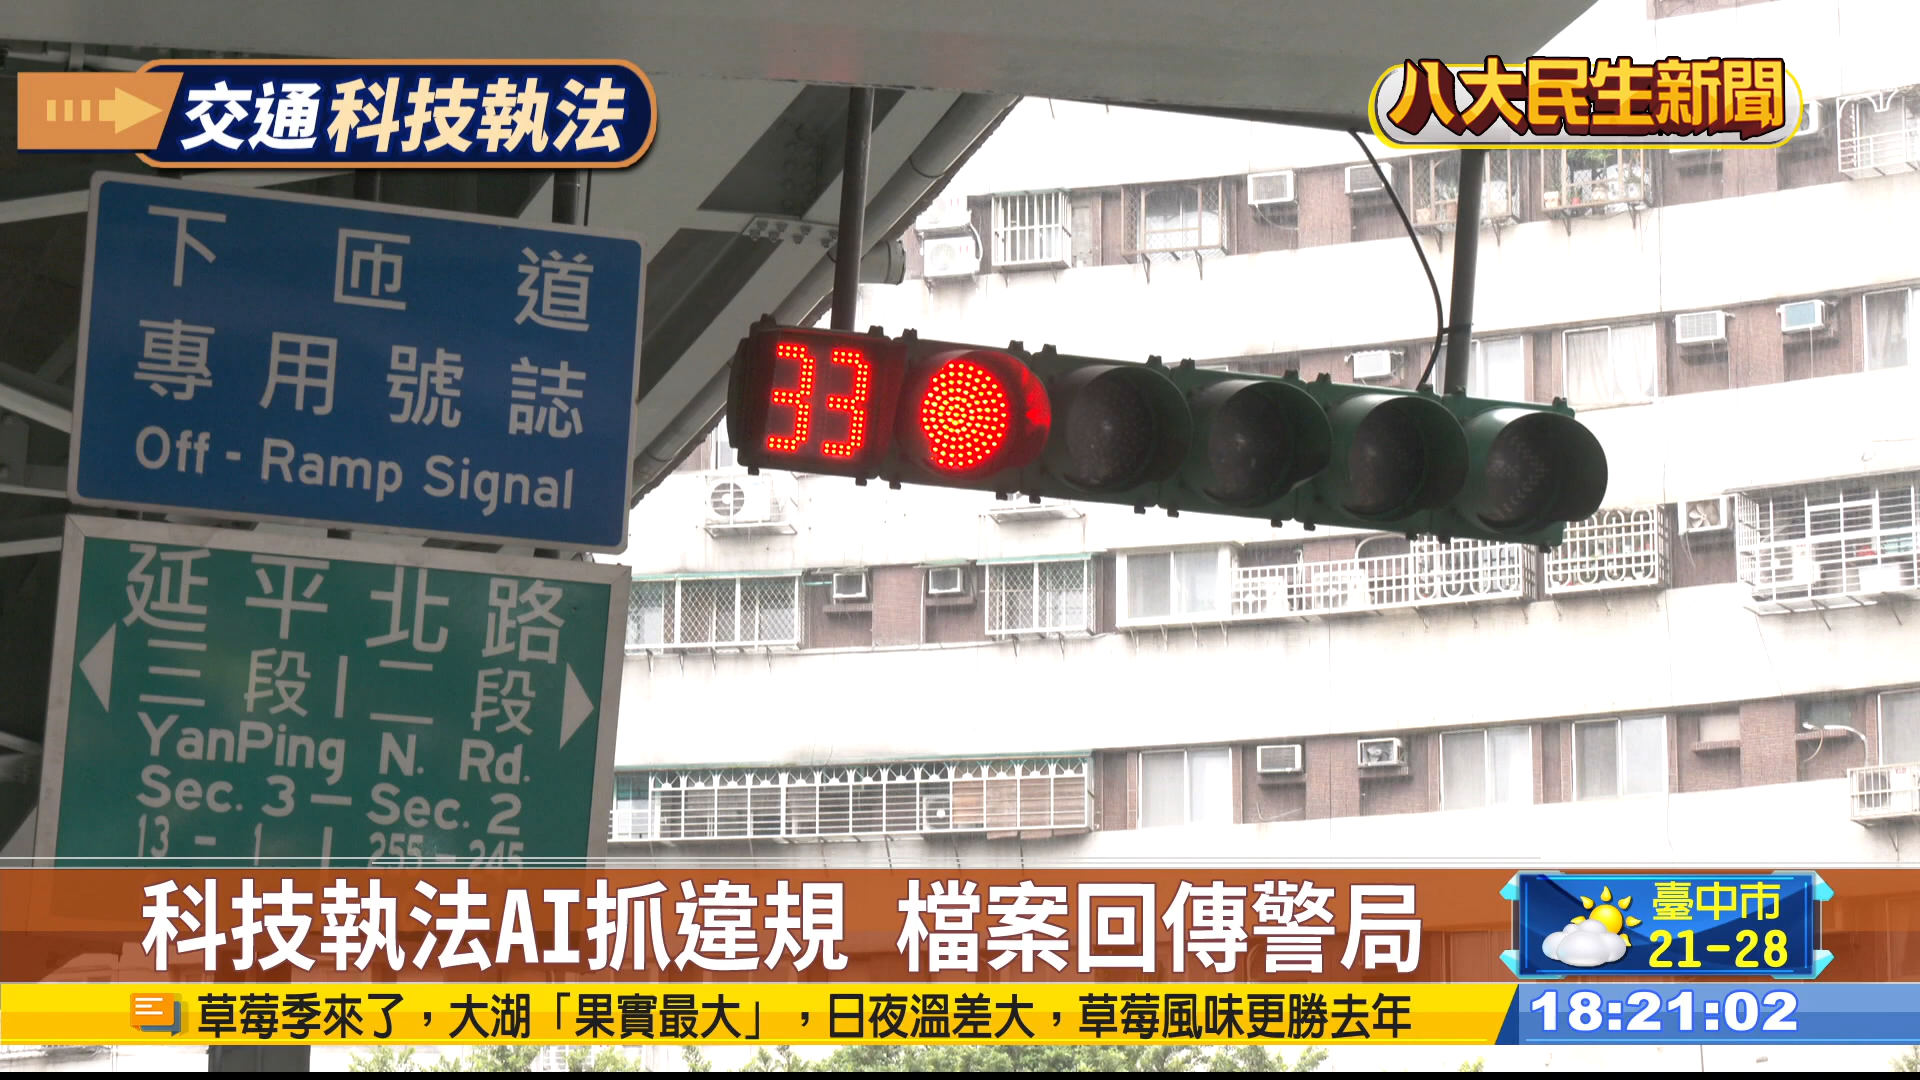 交通科技執法
八大民生新聞
下匝道
專用號誌
Off - Ramp Signal
33
延平北路
三段 二段
YanPing N. Rd.
Sec. 3 — Sec. 2
13 - 1 255 - 245
科技執法AI抓違規 檔案回傳警局
臺中市
21-28
草莓季來了，大湖「果實最大」，日夜溫差大，草莓風味更勝去年
18:21:02